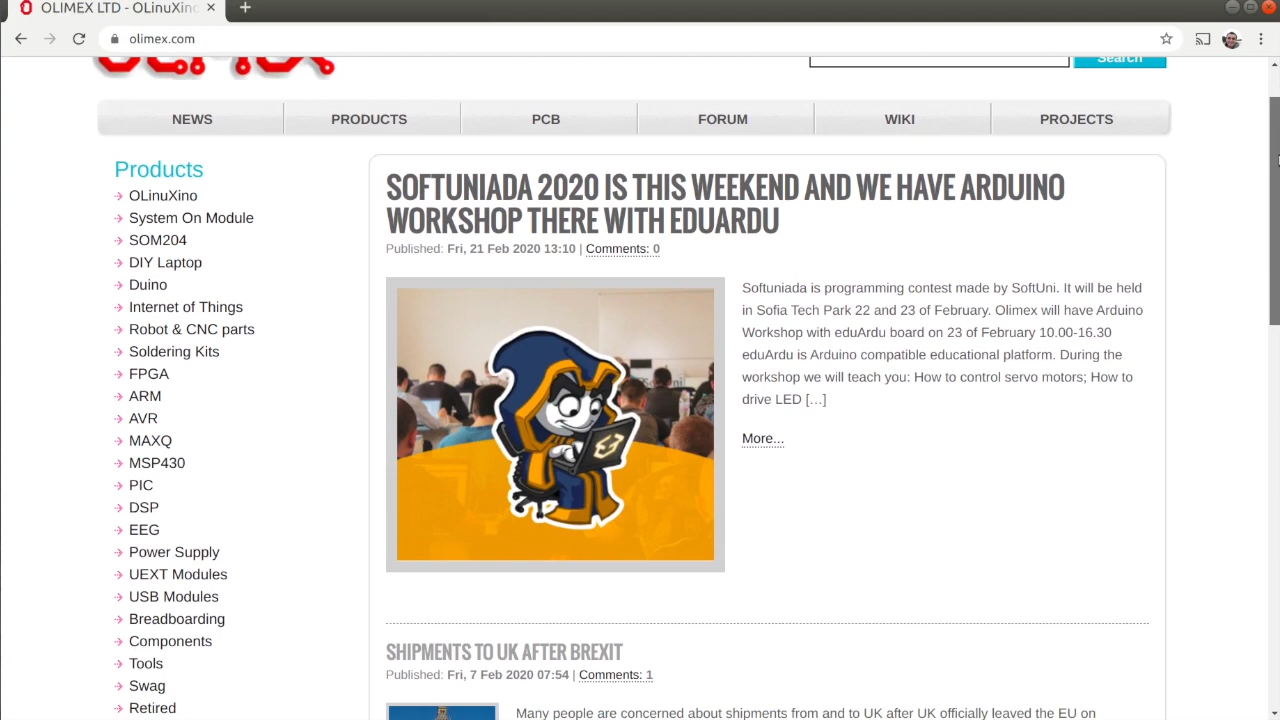 OLIMEX LTD - OLinuXino
olimex.com
OLIMEX
Search
NEWS
PRODUCTS
PCB
FORUM
WIKI
PROJECTS
Products
OLinuXino
System On Module
SOM204
DIY Laptop
Duino
Internet of Things
Robot & CNC parts
Soldering Kits
FPGA
ARM
AVR
MAXQ
MSP430
PIC
DSP
EEG
Power Supply
UEXT Modules
USB Modules
Breadboarding
Components
Tools
Swag
Retired
SOFTUNIADA 2020 IS THIS WEEKEND AND WE HAVE ARDUINO
WORKSHOP THERE WITH EDUARDU
Published: Fri, 21 Feb 2020 13:10 | Comments: 0
Softuniada is programming contest made by SoftUni. It will be held
in Sofia Tech Park 22 and 23 of February. Olimex will have Arduino
Workshop with eduArdu board on 23 of February 10.00-16.30
eduArdu is Arduino compatible educational platform. During the
workshop we will teach you: How to control servo motors; How to
drive LED […]
More...
SHIPMENTS TO UK AFTER BREXIT
Published: Fri, 7 Feb 2020 07:54 | Comments: 1
Many people are concerned about shipments from and to UK after UK officially leaved the EU on